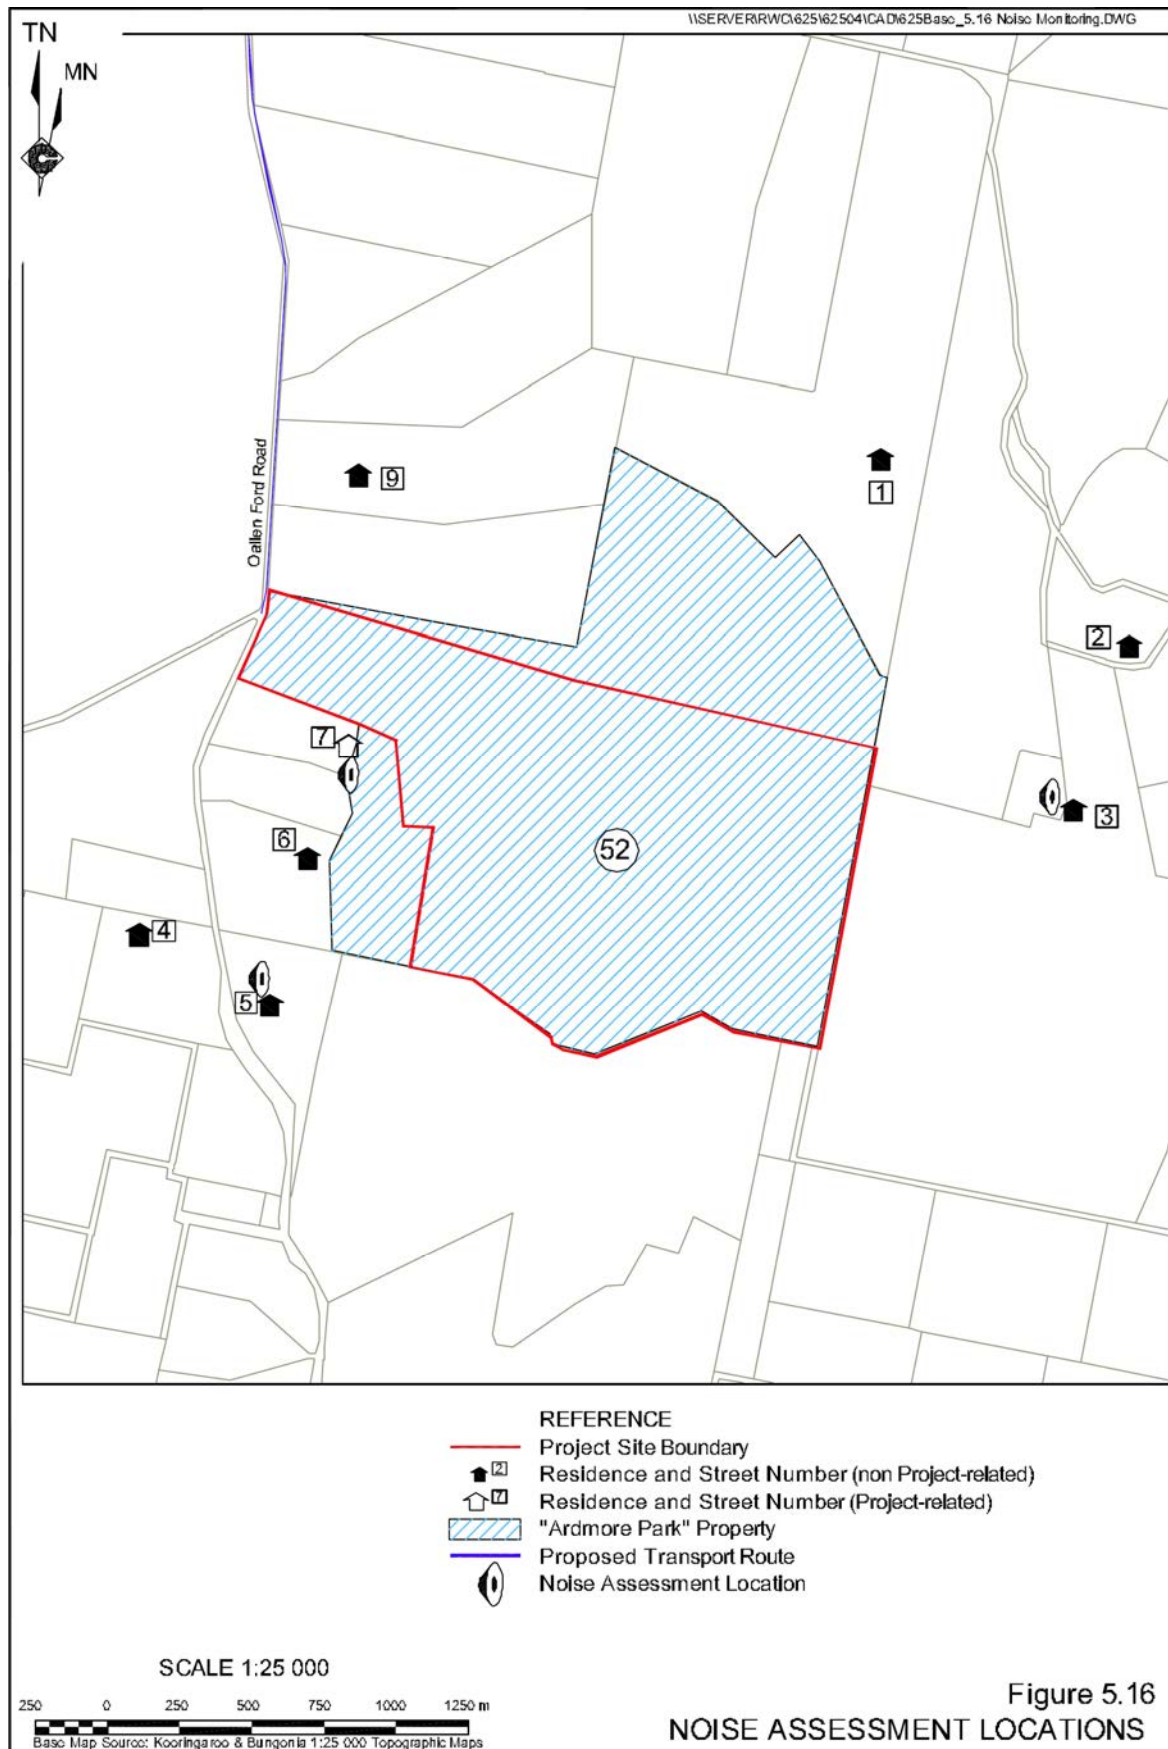 \\SERVER\RWC\625\62504\CAD\625Base_5.16 Noise Monitoring.DWG
TN
MN
Oallen Ford Road
9
1
2
7
3
6
52
4
5
REFERENCE
Project Site Boundary
2 Residence and Street Number (non Project-related)
7 Residence and Street Number (Project-related)
"Ardmore Park" Property
Proposed Transport Route
Noise Assessment Location
SCALE 1:25 000
250 0 250 500 750 1000 1250 m
Base Map Source: Kooringaroo & Bungonia 1:25 000 Topographic Maps
Figure 5.16
NOISE ASSESSMENT LOCATIONS